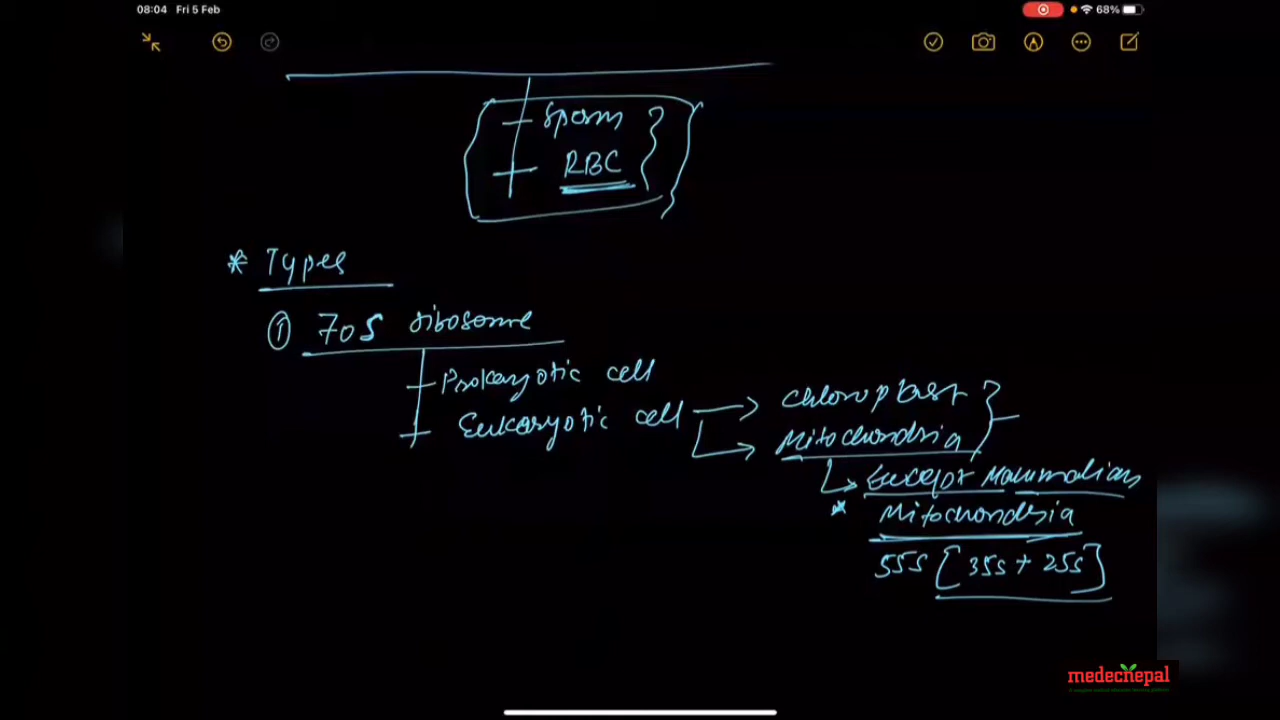 08:04 Fri 5 Feb 68%
Sperm
RBC
* Types
① 70S ribosome
Prokaryotic cell
Eukaryotic cell → Chloroplast
→ Mitochondria
→ Except Mammalian
* Mitochondria
55S [35S + 25S]
medecnepal